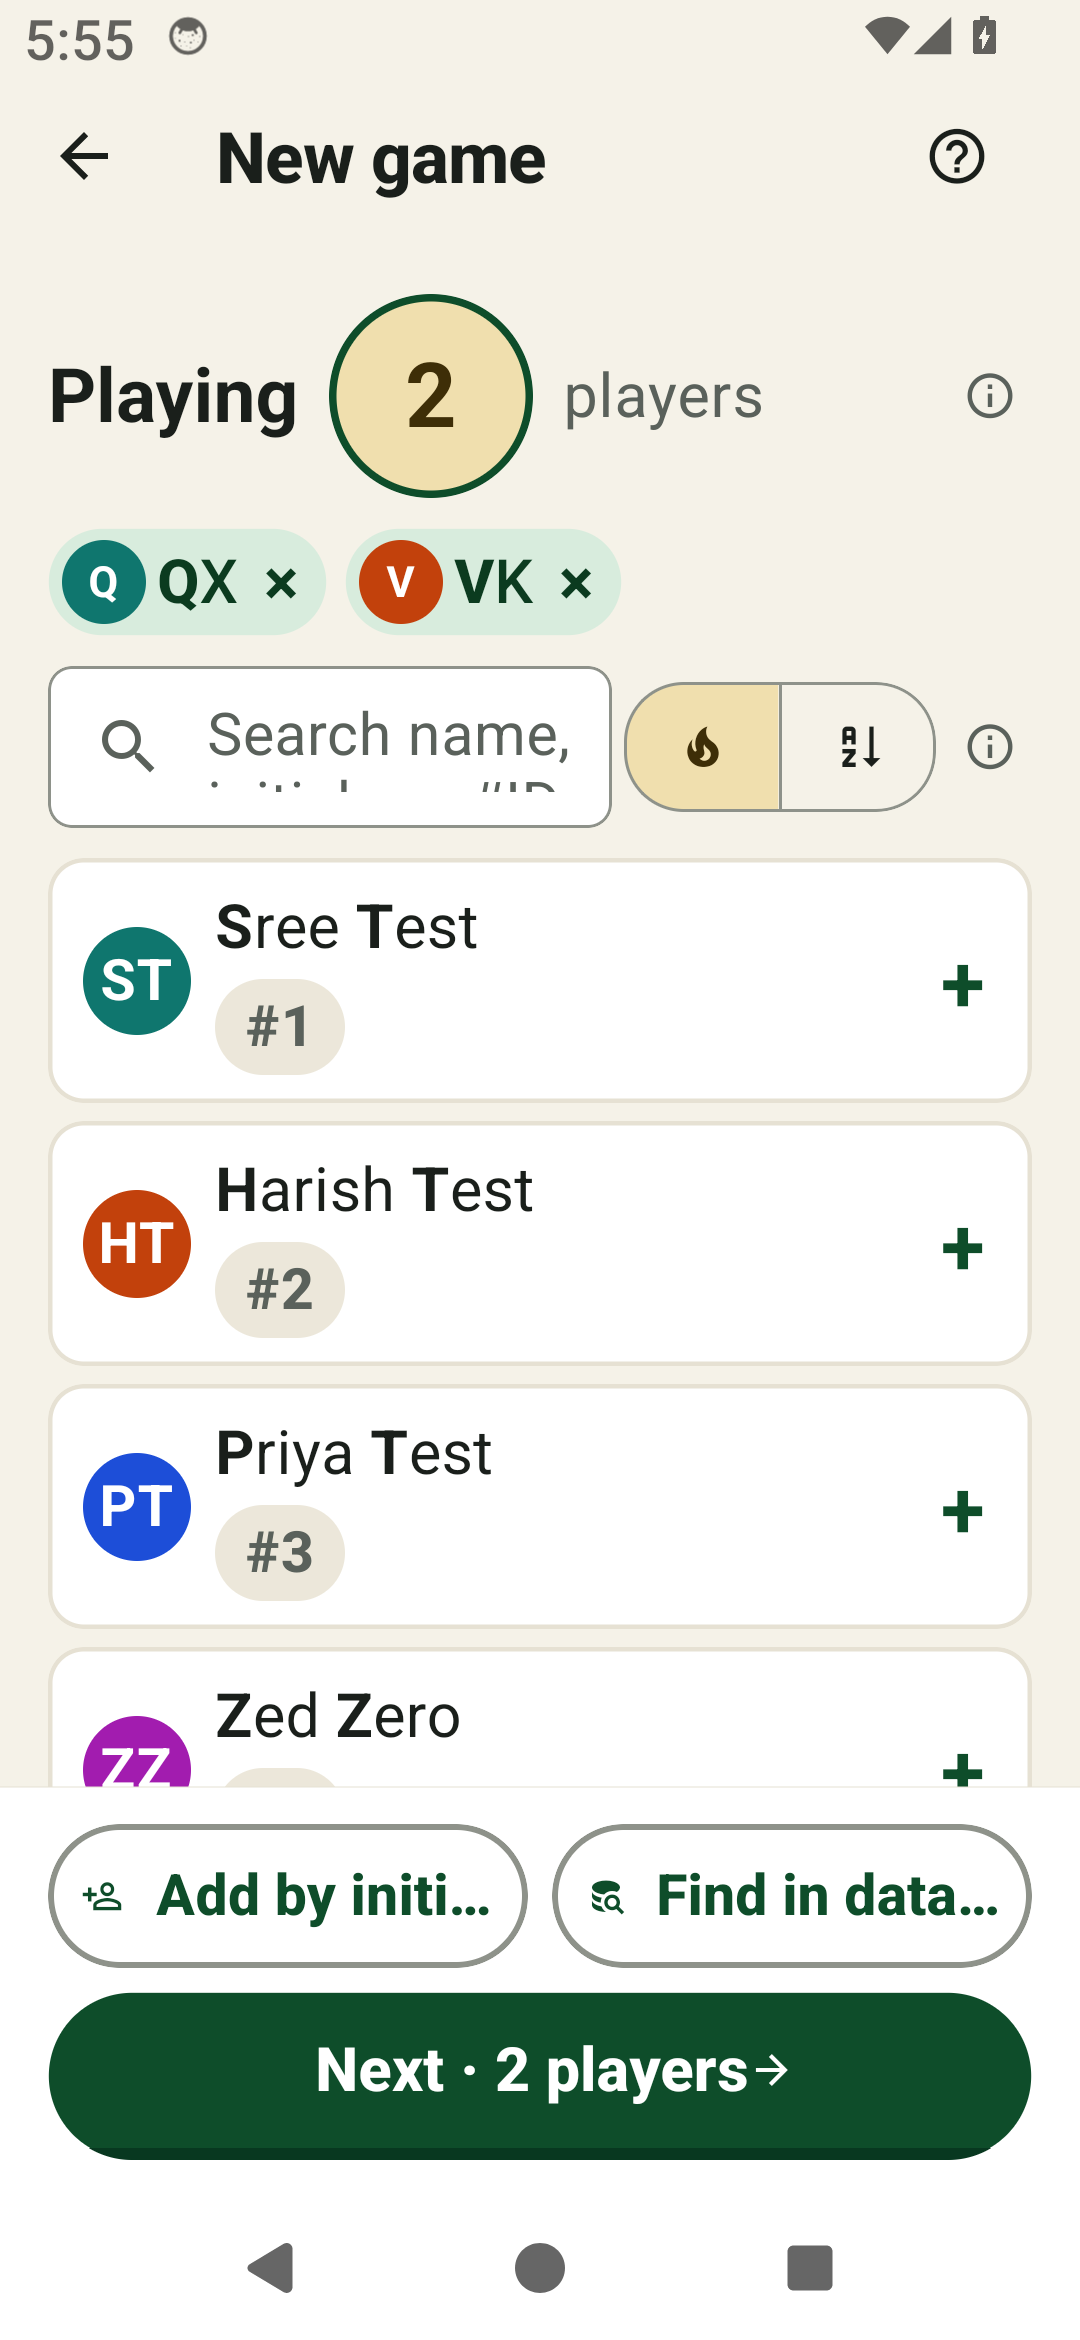 5:55
New game
Playing 2 players
Q QX × V VK ×
Search name,
A
Z
Sree Test
ST
#1
+
Harish Test
HT
#2
+
Priya Test
PT
#3
+
Zed Zero
ZZ
+
Add by initi...
Find in data...
Next · 2 players→